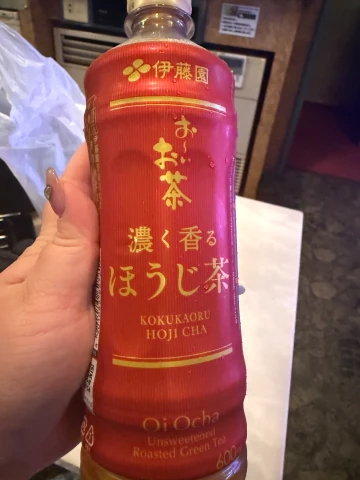 伊藤園
お〜い
お茶
濃く香る
ほうじ茶
KOKUKAORU
HOJI CHA
Oi Ocha
Unsweetened
Roasted Green Tea
600